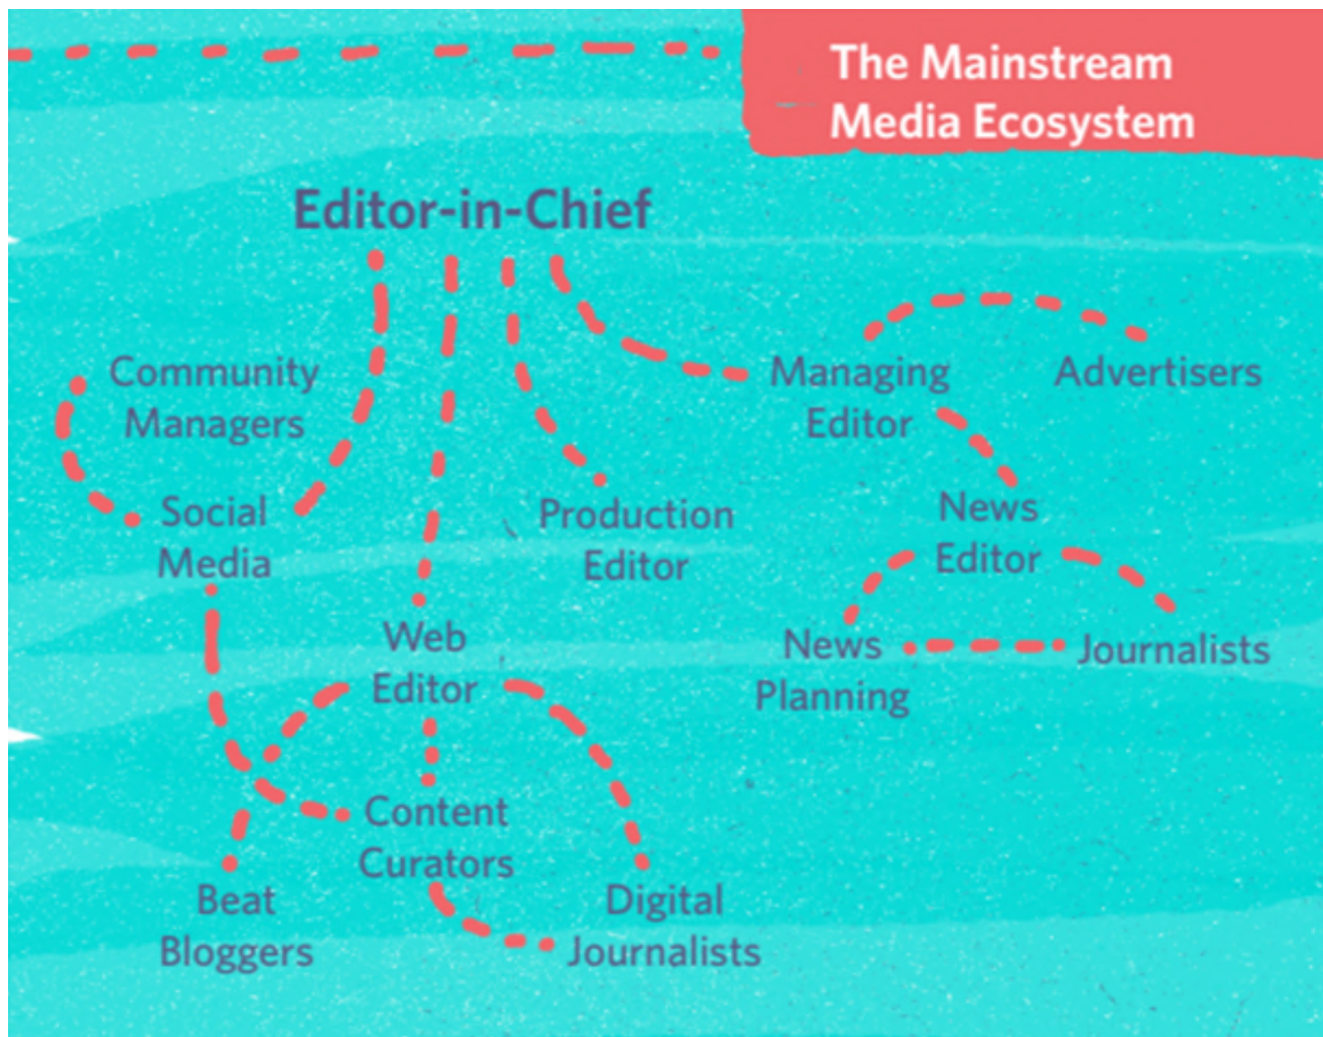 The Mainstream
Media Ecosystem
Editor-in-Chief
Community
Managers
Managing
Editor
Advertisers
Social
Media
Production
Editor
News
Editor
Web
Editor
News
Planning
Journalists
Content
Curators
Beat
Bloggers
Digital
Journalists